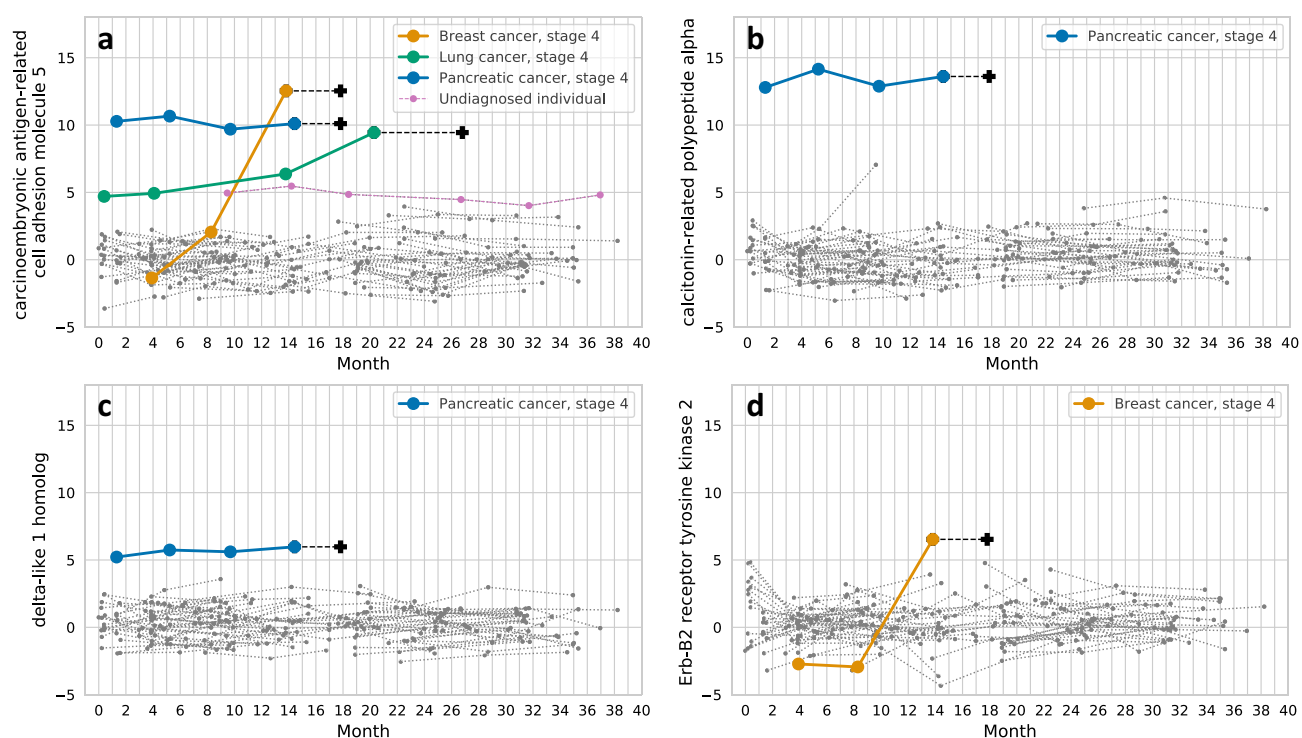 a
Breast cancer, stage 4
Lung cancer, stage 4
Pancreatic cancer, stage 4
Undiagnosed individual
carcinoembryonic antigen-related
cell adhesion molecule 5
15
10
5
0
−5
0 2 4 6 8 10 12 14 16 18 20 22 24 26 28 30 32 34 36 38 40
Month
b
Pancreatic cancer, stage 4
calcitonin-related polypeptide alpha
15
10
5
0
−5
0 2 4 6 8 10 12 14 16 18 20 22 24 26 28 30 32 34 36 38 40
Month
c
Pancreatic cancer, stage 4
delta-like 1 homolog
15
10
5
0
−5
0 2 4 6 8 10 12 14 16 18 20 22 24 26 28 30 32 34 36 38 40
Month
d
Breast cancer, stage 4
Erb-B2 receptor tyrosine kinase 2
15
10
5
0
−5
0 2 4 6 8 10 12 14 16 18 20 22 24 26 28 30 32 34 36 38 40
Month